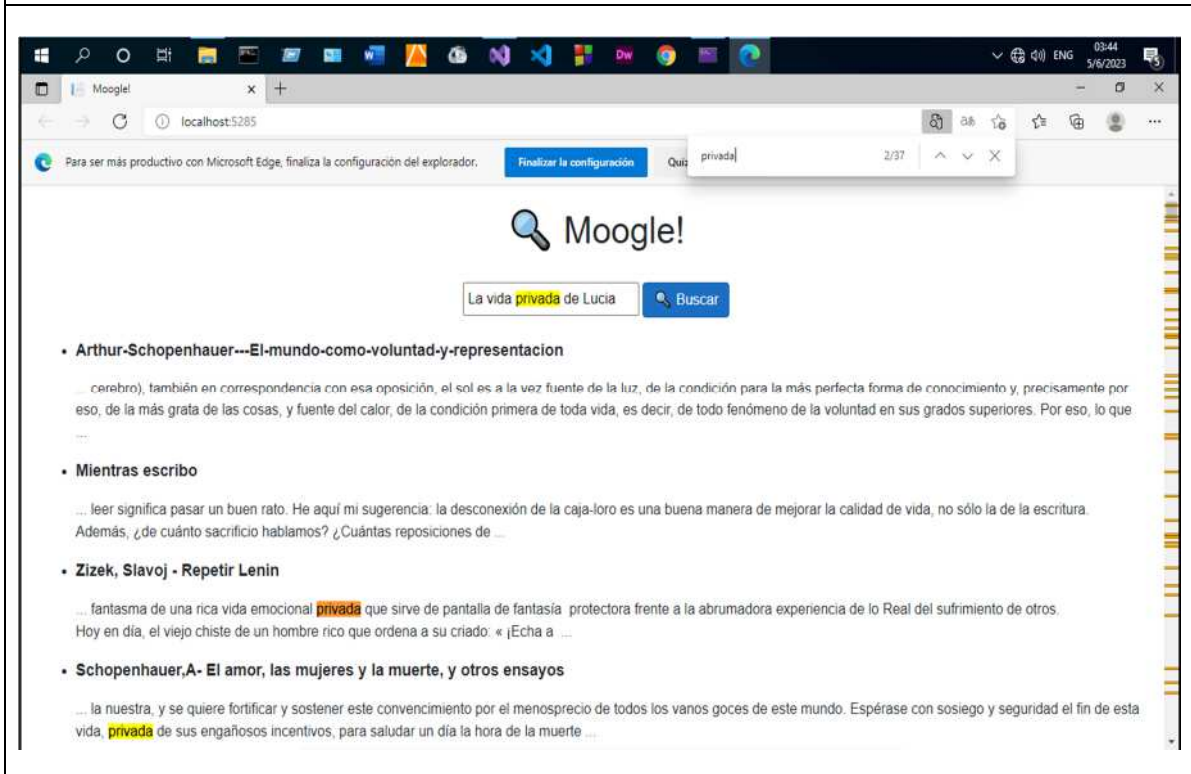 03:44
ENG
5/6/2023
Moogle!
localhost:5285
Para ser más productivo con Microsoft Edge, finaliza la configuración del explorador.
Finalizar la configuración
privada
2/37
Moogle!
La vida privada de Lucia
Buscar
• Arthur-Schopenhauer---El-mundo-como-voluntad-y-representacion
... cerebro), también en correspondencia con esa oposición, el sol es a la vez fuente de la luz, de la condición para la más perfecta forma de conocimiento y, precisamente por
eso, de la más grata de las cosas, y fuente del calor, de la condición primera de toda vida, es decir, de todo fenómeno de la voluntad en sus grados superiores. Por eso, lo que
...
• Mientras escribo
... leer significa pasar un buen rato. He aquí mi sugerencia: la desconexión de la caja-loro es una buena manera de mejorar la calidad de vida, no sólo la de la escritura.
Además, ¿de cuánto sacrificio hablamos? ¿Cuántas reposiciones de ...
• Zizek, Slavoj - Repetir Lenin
... fantasma de una rica vida emocional privada que sirve de pantalla de fantasía protectora frente a la abrumadora experiencia de lo Real del sufrimiento de otros.
Hoy en día, el viejo chiste de un hombre rico que ordena a su criado: « ¡Echa a ...
• Schopenhauer,A- El amor, las mujeres y la muerte, y otros ensayos
... la nuestra, y se quiere fortificar y sostener este convencimiento por el menosprecio de todos los vanos goces de este mundo. Espérase con sosiego y seguridad el fin de esta
vida, privada de sus engañosos incentivos, para saludar un día la hora de la muerte ...